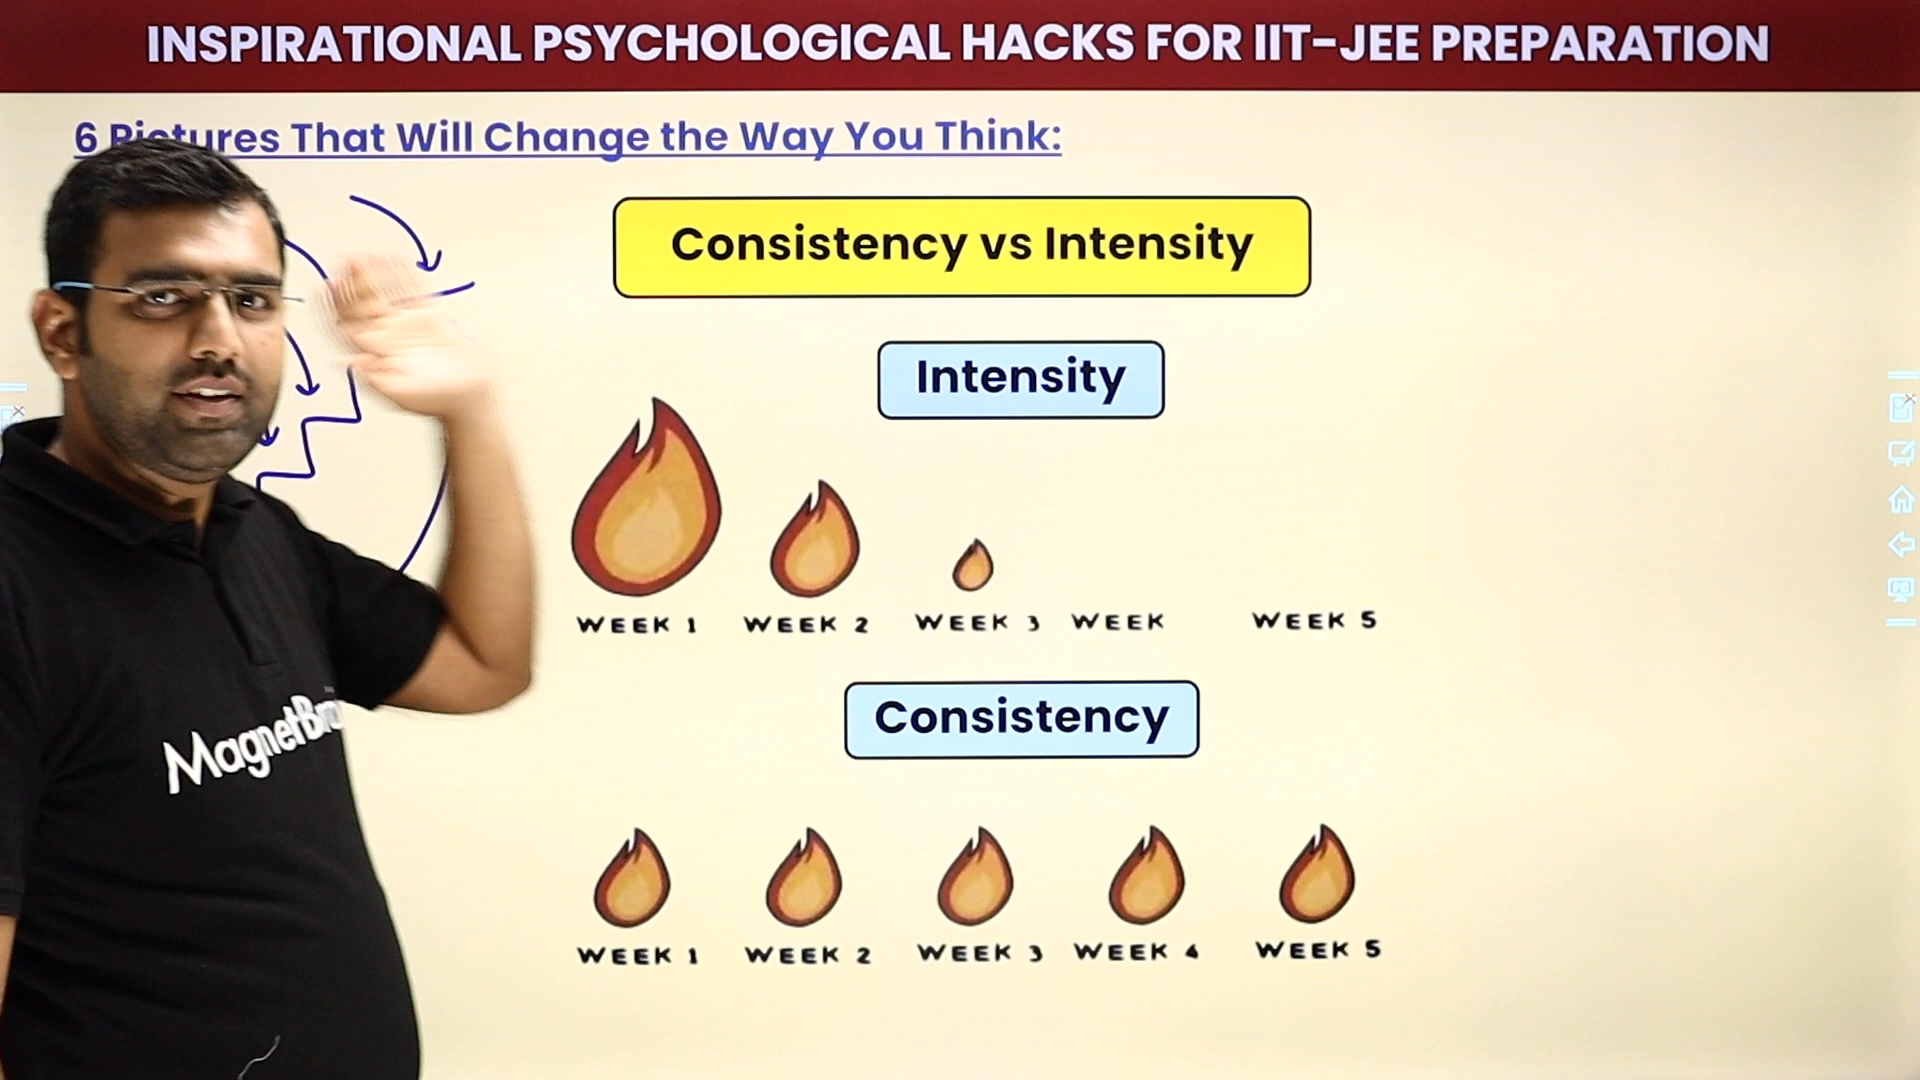 INSPIRATIONAL PSYCHOLOGICAL HACKS FOR IIT-JEE PREPARATION
6 Pictures That Will Change the Way You Think:
Consistency vs Intensity
Intensity
WEEK 1 WEEK 2 WEEK 3 WEEK WEEK 5
Consistency
WEEK 1 WEEK 2 WEEK 3 WEEK 4 WEEK 5
MagnetBra